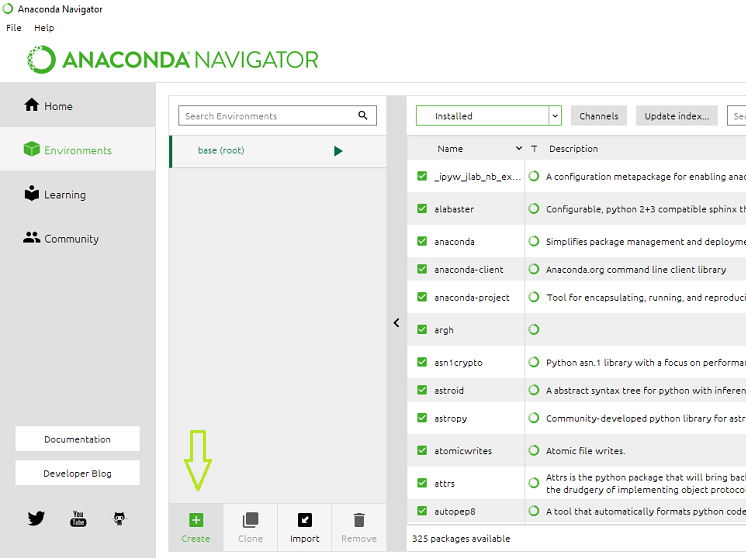 Anaconda Navigator
File Help
ANACONDA NAVIGATOR
Home
Environments
Learning
Community
Documentation
Developer Blog
You Tube
Search Environments
base (root)
Create Clone Import Remove
Installed Channels Update index... Sea
Name T Description
_ipyw_jlab_nb_ex... A configuration metapackage for enabling anac
alabaster Configurable, python 2+3 compatible sphinx th
anaconda Simplifies package management and deployme
anaconda-client Anaconda.org command line client library
anaconda-project Tool for encapsulating, running, and reproduci
argh
asn1crypto Python asn.1 library with a focus on performa
astroid A abstract syntax tree for python with inferen
astropy Community-developed python library for astr
atomicwrites Atomic file writes.
attrs Attrs is the python package that will bring back
the drudgery of implementing object protocol
autopep8 A tool that automatically formats python code
325 packages available